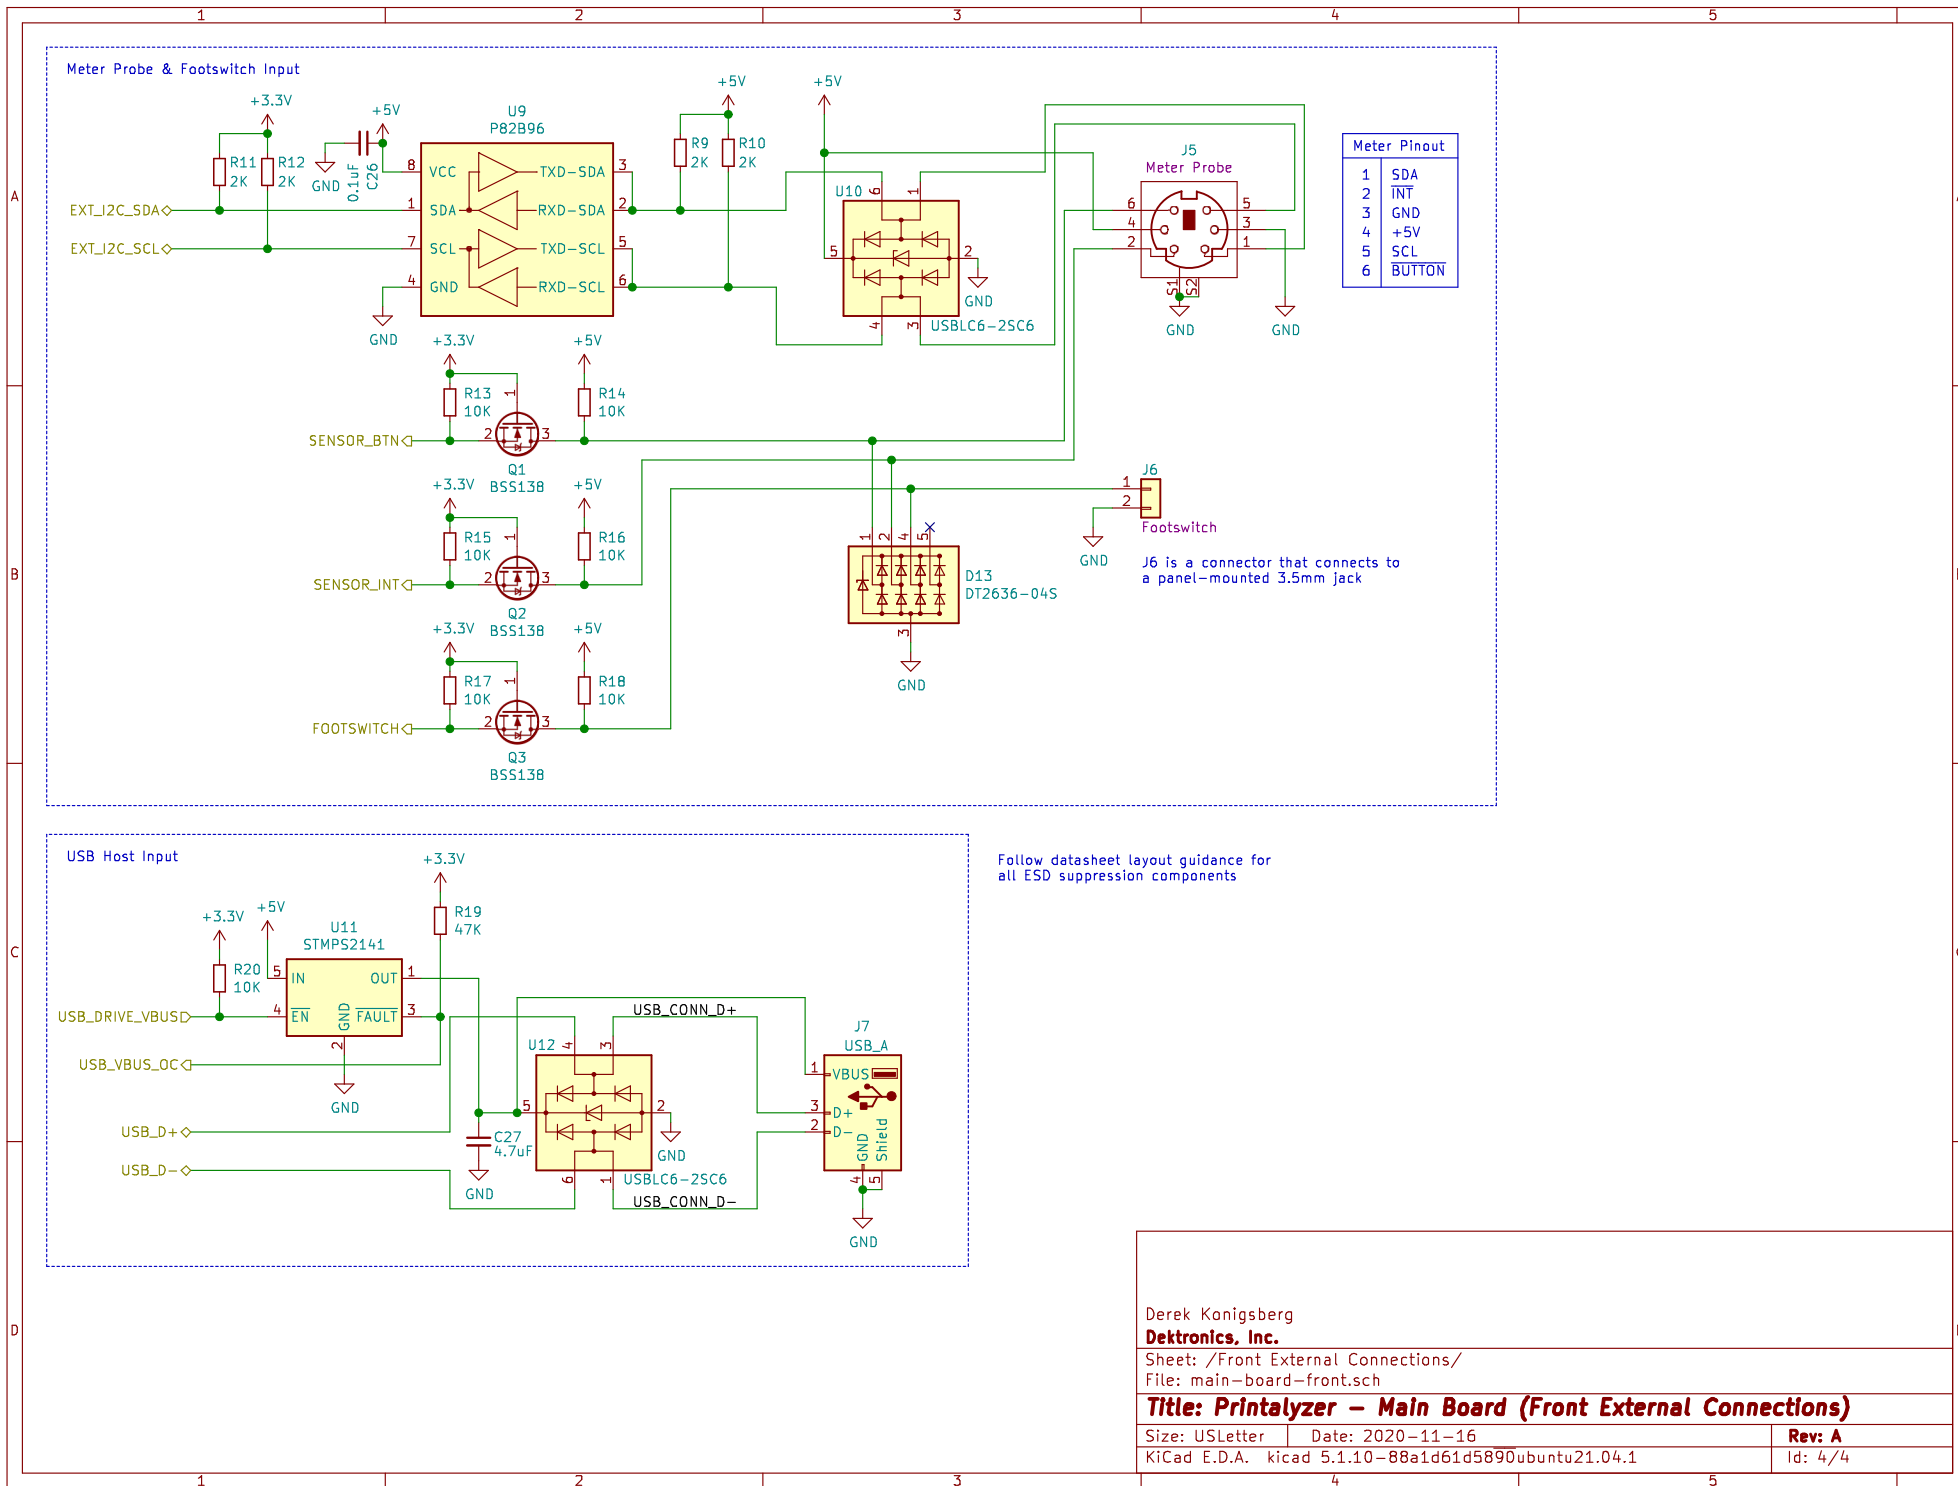 1 2 3 4 5
A
B
C
D
Meter Probe & Footswitch Input
+3.3V
+5V
U9
P82B96
+5V
+5V
R11
2K
R12
2K
GND
0.1uF
C26
8 VCC
1 SDA
7 SCL
4 GND
TXD-SDA 3
RXD-SDA 2
TXD-SCL 5
RXD-SCL 6
EXT_I2C_SDA
EXT_I2C_SCL
GND
R9
2K
R10
2K
U10
6 1
5 2
4 3
GND
USBLC6-2SC6
J5
Meter Probe
6 5
4 3
2 1
S1 S2
GND
GND
Meter Pinout
1 SDA
2 INT
3 GND
4 +5V
5 SCL
6 BUTTON
+3.3V +5V
R13
10K
R14
10K
SENSOR_BTN
1
2 3
Q1
BSS138
+3.3V +5V
R15
10K
R16
10K
SENSOR_INT
1
2 3
Q2
BSS138
+3.3V +5V
R17
10K
R18
10K
FOOTSWITCH
1
2 3
Q3
BSS138
1 2 4 5
D13
DT2636-04S
3
GND
J6
1
2
Footswitch
GND
J6 is a connector that connects to
a panel-mounted 3.5mm jack
USB Host Input
Follow datasheet layout guidance for
all ESD suppression components
+3.3V
+3.3V
+5V
R19
47K
R20
10K
U11
STMPS2141
5 IN
4 EN
OUT 1
FAULT 3
GND
2
GND
USB_DRIVE_VBUS
USB_VBUS_OC
USB_D+
USB_D-
C27
4.7uF
GND
U12
4 3
5 2
6 1
GND
USBLC6-2SC6
USB_CONN_D+
USB_CONN_D-
J7
USB_A
1 VBUS
3 D+
2 D-
GND
Shield
4 5
GND
Derek Konigsberg
Dektronics, Inc.
Sheet: /Front External Connections/
File: main-board-front.sch
Title: Printalyzer - Main Board (Front External Connections)
Size: USLetter Date: 2020-11-16 Rev: A
KiCad E.D.A. kicad 5.1.10-88a1d61d5890ubuntu21.04.1 Id: 4/4
1 2 3 4 5